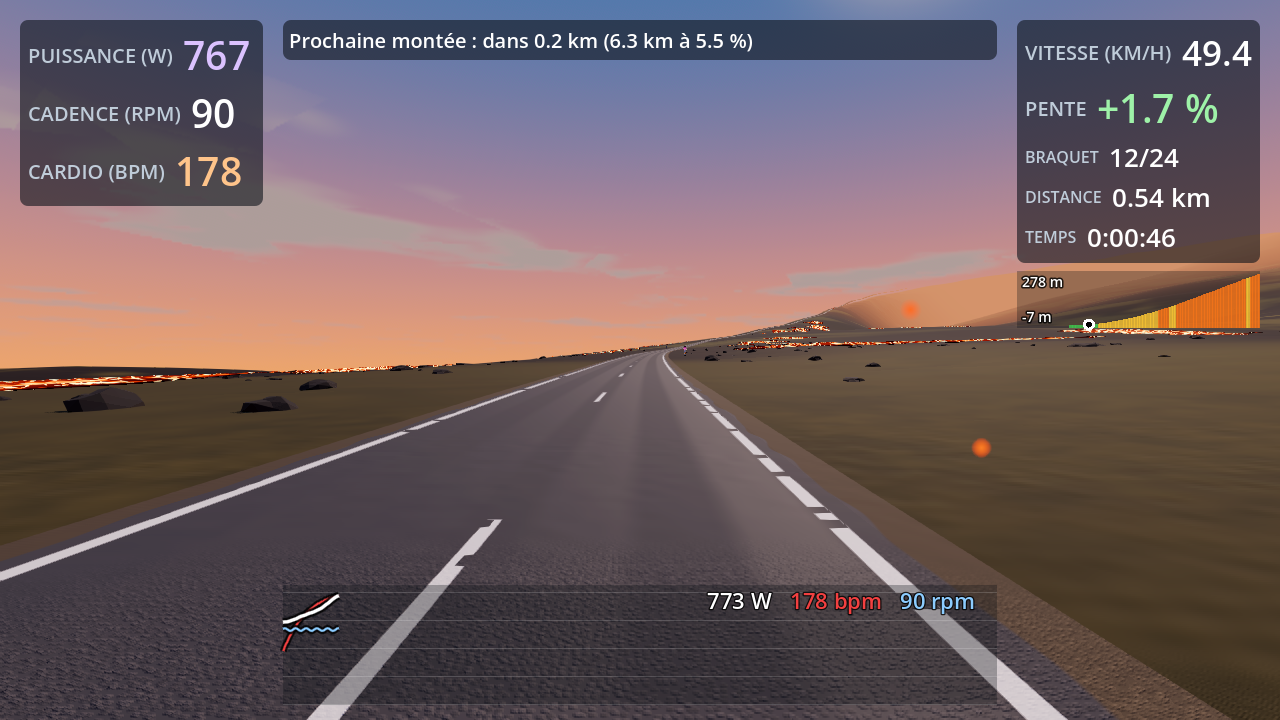 PUISSANCE (W) 767
CADENCE (RPM) 90
CARDIO (BPM) 178
Prochaine montée : dans 0.2 km (6.3 km à 5.5 %)
VITESSE (KM/H) 49.4
PENTE +1.7 %
BRAQUET 12/24
DISTANCE 0.54 km
TEMPS 0:00:46
278 m
-7 m
773 W 178 bpm 90 rpm